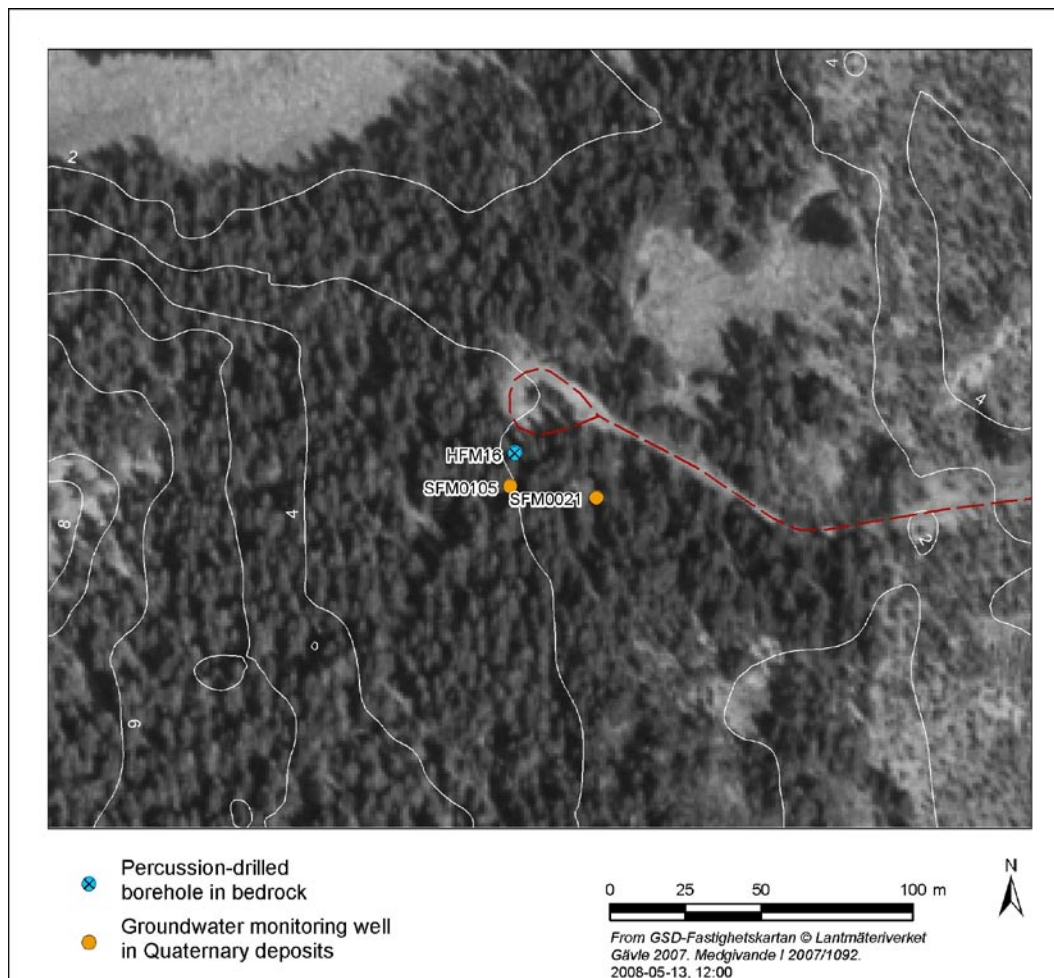 4
2
HFM16
SFM0105
SFM0021
4
8
4
2
6
Percussion-drilled
borehole in bedrock
Groundwater monitoring well
in Quaternary deposits
0 25 50 100 m
N
From GSD-Fastighetskartan © Lantmäteriverket
Gävle 2007. Medgivande I 2007/1092.
2008-05-13, 12:00